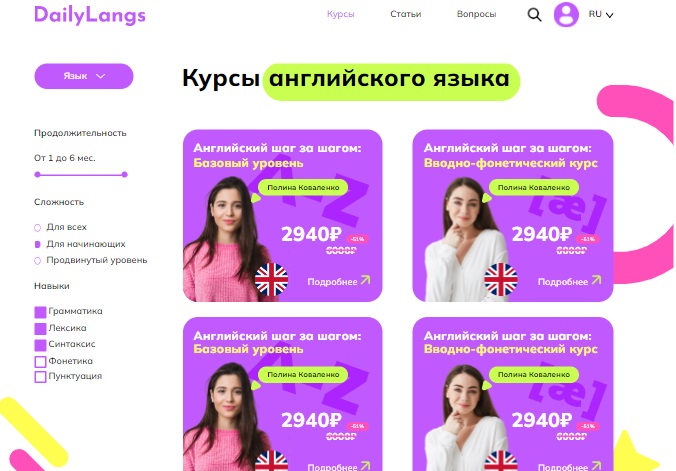 DailyLangs
Курсы Статьи Вопросы RU
Язык
Курсы английского языка
Продолжительность
От 1 до 6 мес.
Сложность
Для всех
Для начинающих
Продвинутый уровень
Навыки
Грамматика
Лексика
Синтаксис
Фонетика
Пунктуация
Английский шаг за шагом:
Базовый уровень
A-Z
Полина Коваленко
2940₽ -51%
6000₽
Подробнее
Английский шаг за шагом:
Вводно-фонетический курс
[æ]
Полина Коваленко
2940₽ -51%
6000₽
Подробнее
Английский шаг за шагом:
Базовый уровень
A-Z
Полина Коваленко
2940₽ -51%
6000₽
Подробнее
Английский шаг за шагом:
Вводно-фонетический курс
[æ]
Полина Коваленко
2940₽ -51%
6000₽
Подробнее